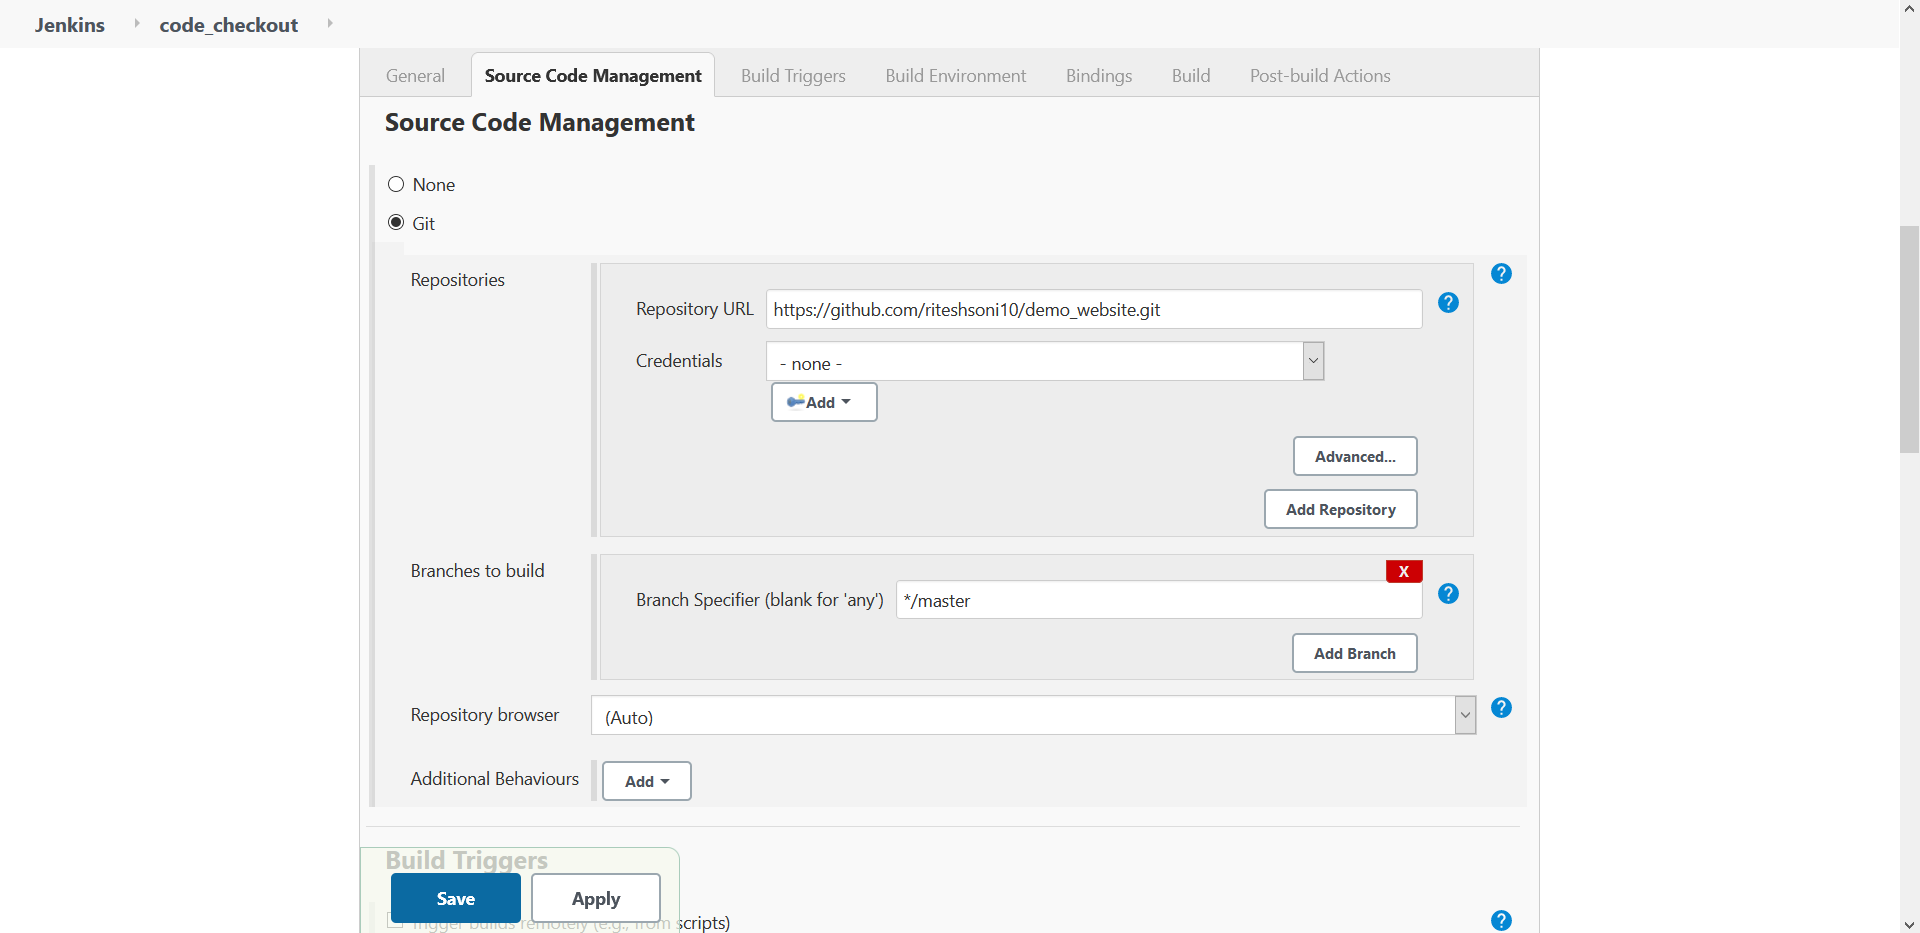 Jenkins code_checkout
General Source Code Management Build Triggers Build Environment Bindings Build Post-build Actions
Source Code Management
None
Git
Repositories
?
Repository URL https://github.com/riteshsoni10/demo_website.git ?
Credentials - none -
Add
Advanced...
Add Repository
Branches to build
X
Branch Specifier (blank for 'any') */master ?
Add Branch
Repository browser (Auto) ?
Additional Behaviours Add
Build Triggers
Save Apply
Trigger builds remotely (e.g., from scripts) ?